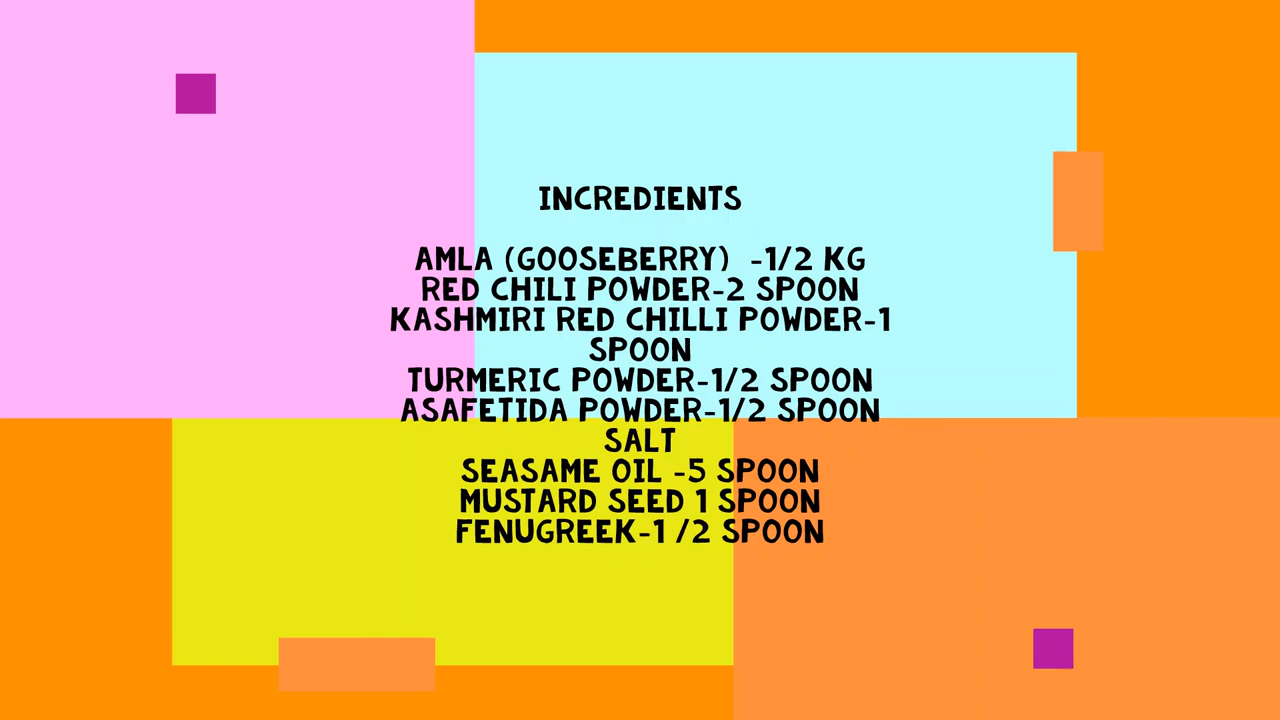 INCREDIENTS
AMLA (GOOSEBERRY) -1/2 KG
RED CHILI POWDER-2 SPOON
KASHMIRI RED CHILLI POWDER-1
SPOON
TURMERIC POWDER-1/2 SPOON
ASAFETIDA POWDER-1/2 SPOON
SALT
SEASAME OIL -5 SPOON
MUSTARD SEED 1 SPOON
FENUGREEK-1 /2 SPOON